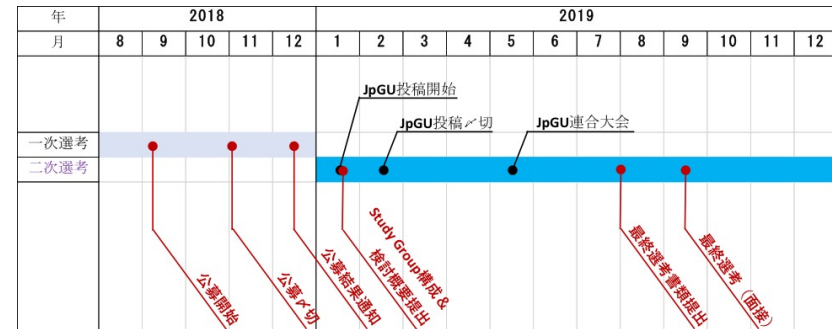 年 2018 2019
月 8 9 10 11 12 1 2 3 4 5 6 7 8 9 10 11 12
JpGU投稿開始
JpGU投稿〆切
JpGU連合大会
一次選考
二次選考
公募開始
公募〆切
公募結果通知
Study Group構成＆
検討概要提出
最終選考書類提出
最終選考（面接）